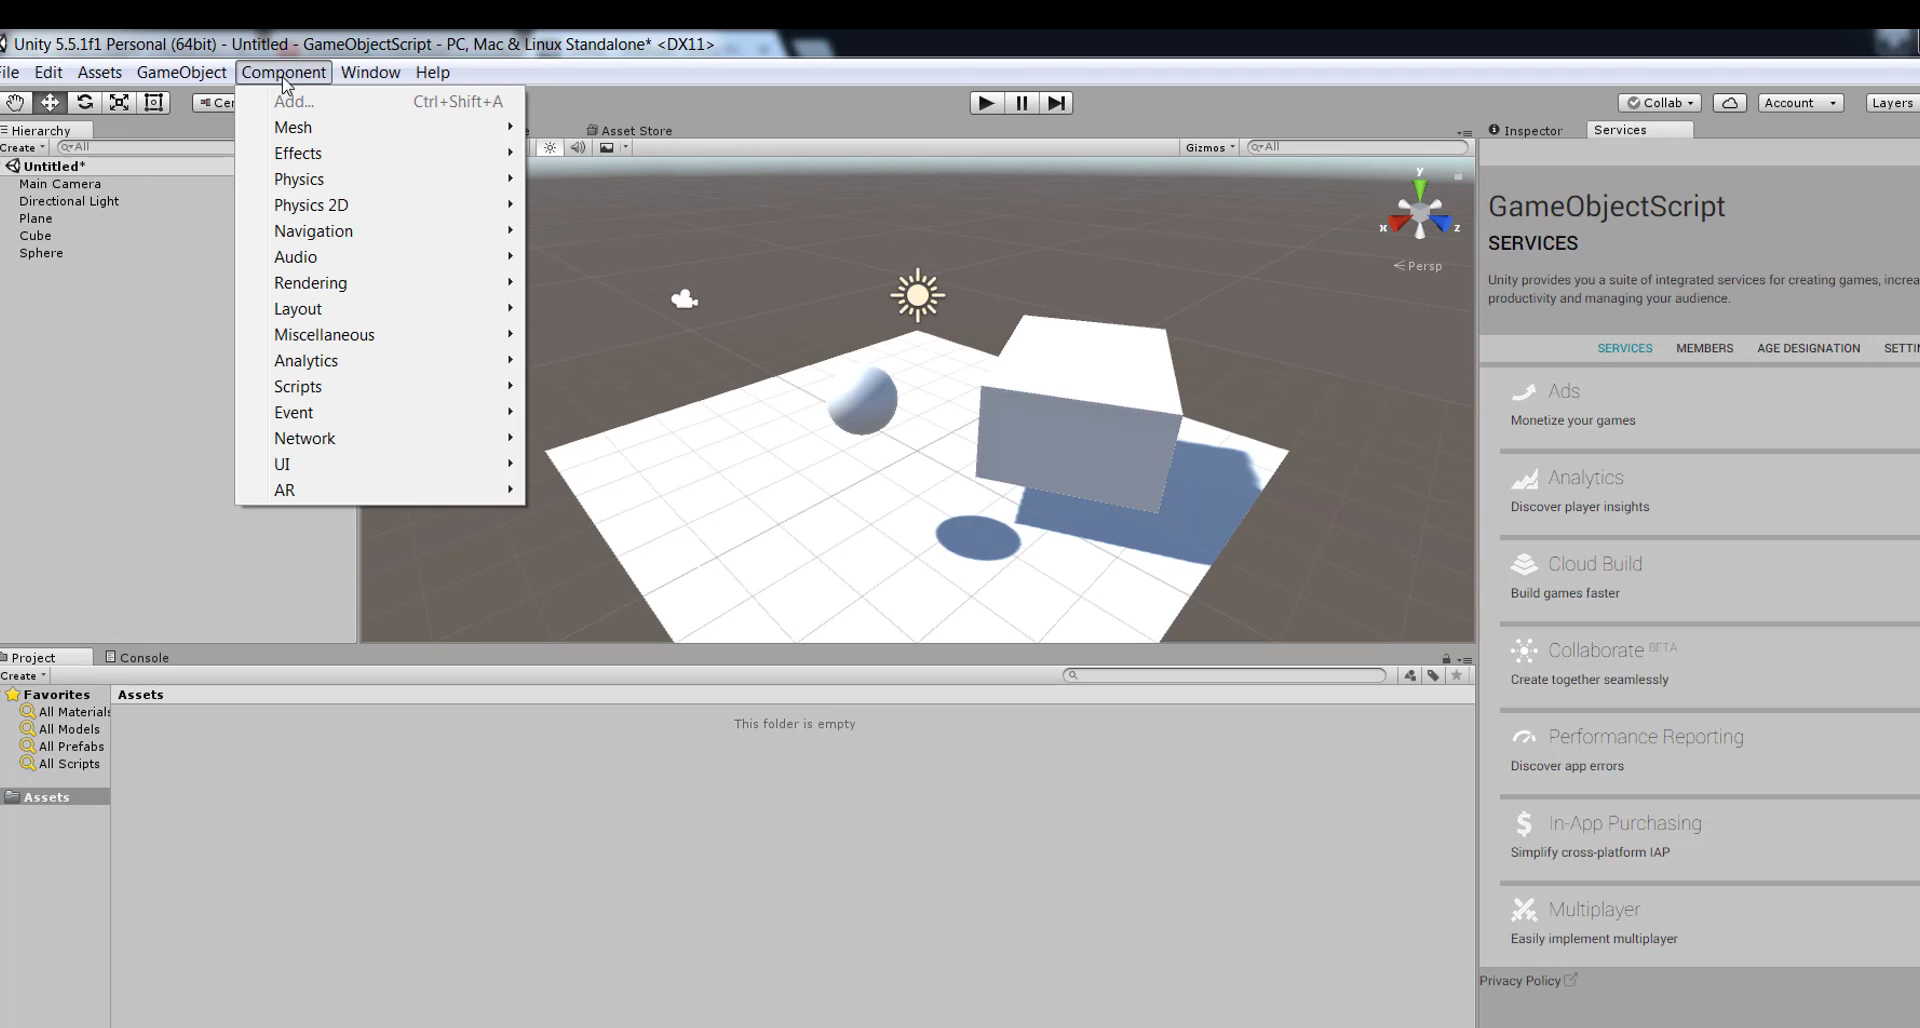 Unity 5.5.1f1 Personal (64bit) - Untitled - GameObjectScript - PC, Mac & Linux Standalone* <DX11>
File Edit Assets GameObject Component Window Help
Collab Account Layers
Add... Ctrl+Shift+A
Mesh
Effects
Physics
Physics 2D
Navigation
Audio
Rendering
Layout
Miscellaneous
Analytics
Scripts
Event
Network
UI
AR
Hierarchy
Create All
Untitled*
Main Camera
Directional Light
Plane
Cube
Sphere
Asset Store
Gizmos All
y
x z
Persp
Inspector Services
GameObjectScript
SERVICES
Unity provides you a suite of integrated services for creating games, increa
productivity and managing your audience.
SERVICES MEMBERS AGE DESIGNATION SETTI
Ads
Monetize your games
Analytics
Discover player insights
Cloud Build
Build games faster
Collaborate BETA
Create together seamlessly
Performance Reporting
Discover app errors
In-App Purchasing
Simplify cross-platform IAP
Multiplayer
Easily implement multiplayer
Privacy Policy
Project Console
Create
Favorites
All Materials
All Models
All Prefabs
All Scripts
Assets
Assets
This folder is empty